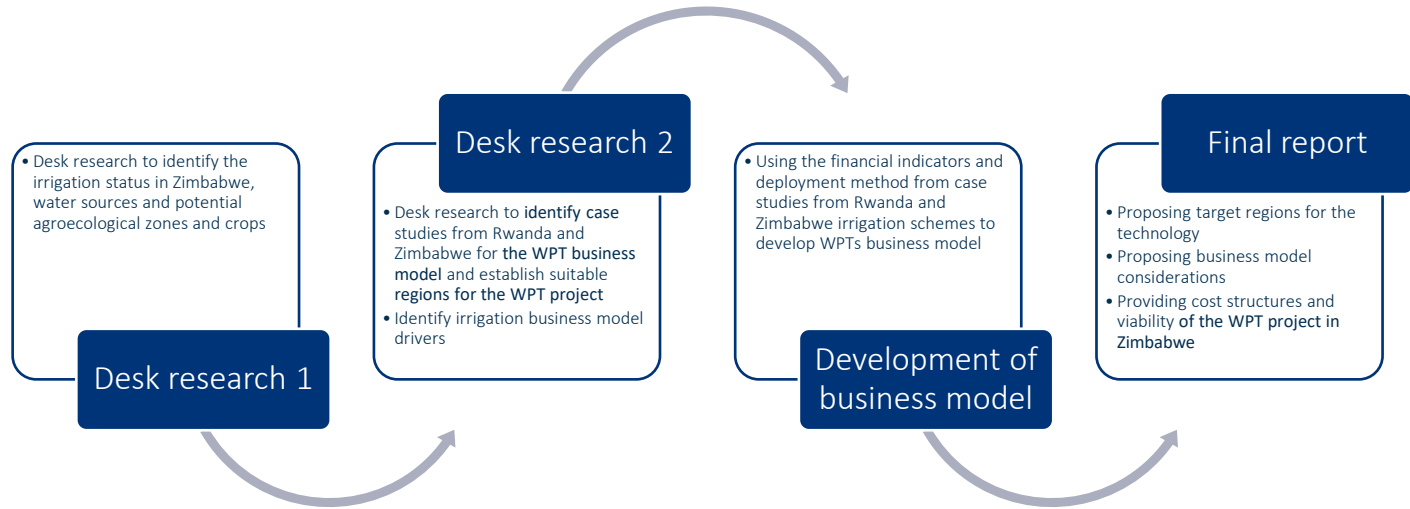 • Desk research to identify the
irrigation status in Zimbabwe,
water sources and potential
agroecological zones and crops
Desk research 1
Desk research 2
• Desk research to identify case
studies from Rwanda and
Zimbabwe for the WPT business
model and establish suitable
regions for the WPT project
• Identify irrigation business model
drivers
• Using the financial indicators and
deployment method from case
studies from Rwanda and
Zimbabwe irrigation schemes to
develop WPTs business model
Development of
business model
Final report
• Proposing target regions for the
technology
• Proposing business model
considerations
• Providing cost structures and
viability of the WPT project in
Zimbabwe